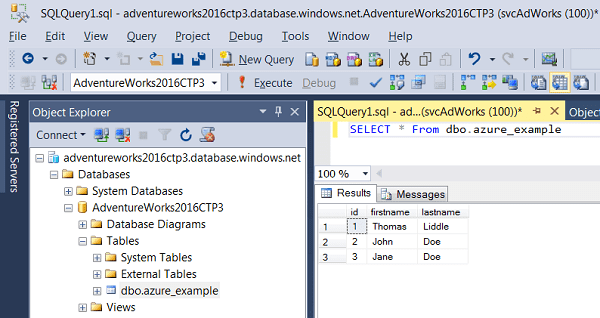 SQLQuery1.sql - adventureworks2016ctp3.database.windows.net.AdventureWorks2016CTP3 (svcAdWorks (100))*
File Edit View Query Project Debug Tools Window Help
New Query
AdventureWorks2016CTP3 Execute Debug
Registered Servers
Object Explorer
Connect
adventureworks2016ctp3.database.windows.net
Databases
System Databases
AdventureWorks2016CTP3
Database Diagrams
Tables
System Tables
External Tables
dbo.azure_example
Views
SQLQuery1.sql - ad...(svcAdWorks (100))* Object
SELECT * From dbo.azure_example
100 %
Results Messages
id firstname lastname
1 1 Thomas Liddle
2 2 John Doe
3 3 Jane Doe